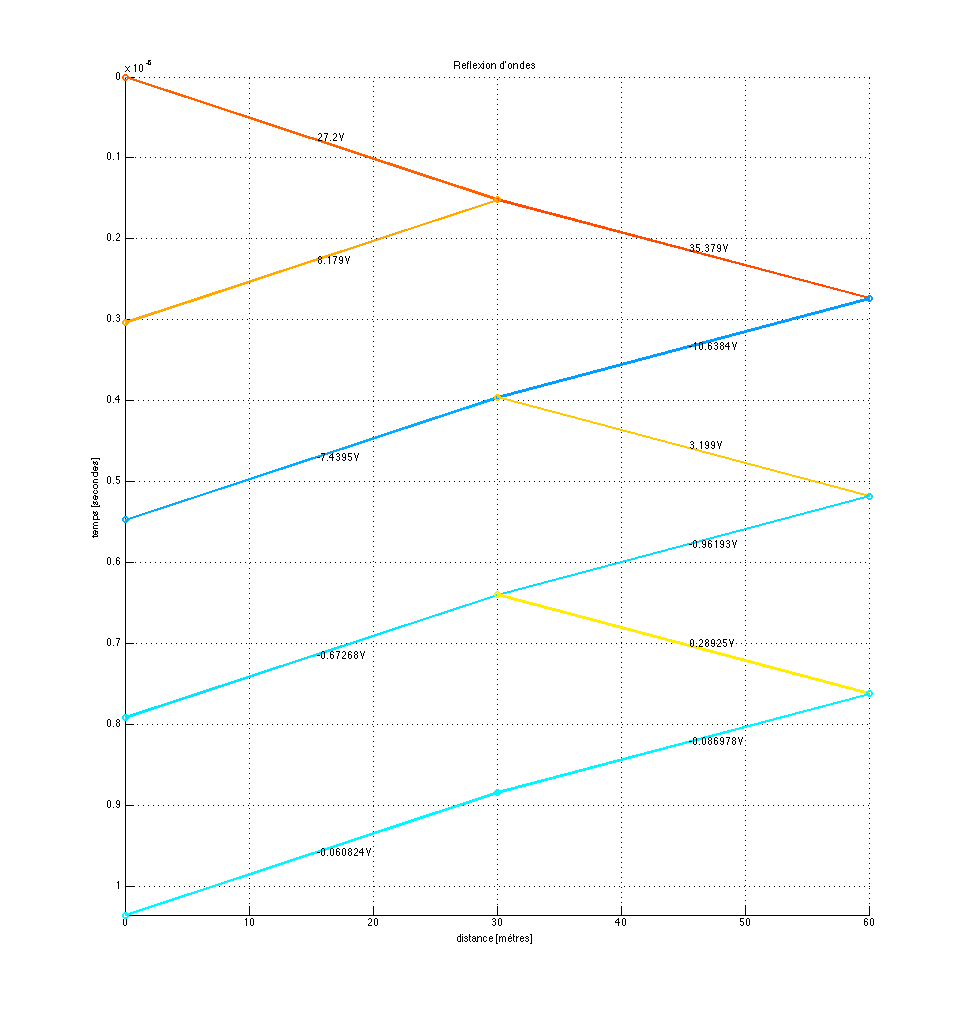 Reflexion d'ondes
x 10^-6
0
27.2V
0.1
0.2
35.379V
8.179V
0.3
-10.6384V
0.4
3.199V
-7.4395V
temps [secondes]
0.5
-0.96193V
0.6
0.7
0.28925V
-0.67268V
0.8
-0.086978V
0.9
-0.060824V
1
0 10 20 30 40 50 60
distance [métres]